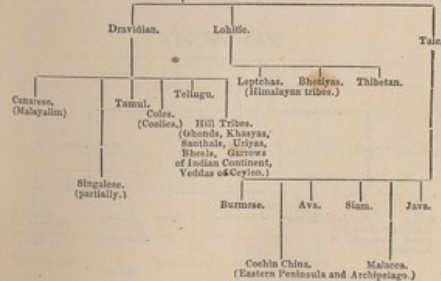 Dravidian. Lohitic. Taic
Leptchas. Bhotiyas. Thibetan.
(Himalayan tribes.)
Canarese, Tamul. Telingu.
(Malayalim) Coles. Hill Tribes.
(Coolies.) (Ghonds, Khasyas,
Santhals, Uriyas,
Bheels, Garrows
of Indian Continent,
Veddas of Ceylon.)
Singalese.
(partially.)
Burmese. Ava. Siam. Java.
Cochin China. Malacca.
(Eastern Peninsula and Archipelago.)